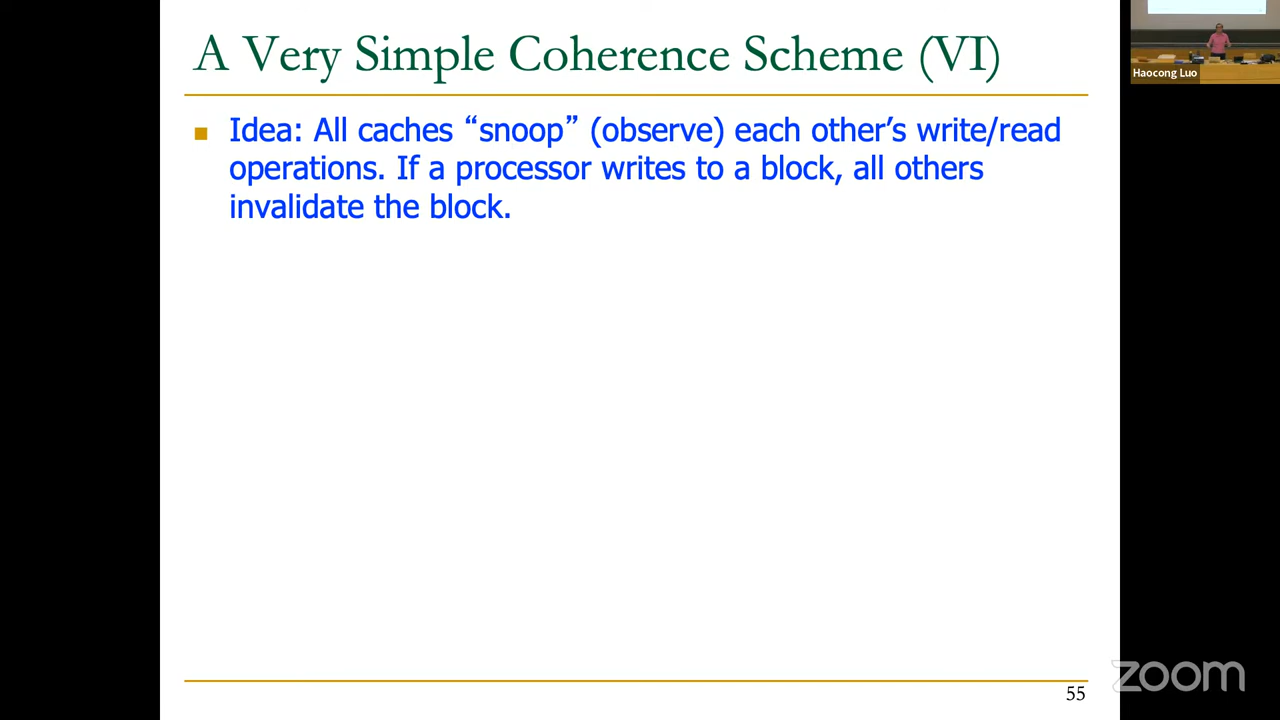 A Very Simple Coherence Scheme (VI)
Haocong Luo
Idea: All caches “snoop” (observe) each other’s write/read
operations. If a processor writes to a block, all others
invalidate the block.
55
zoom